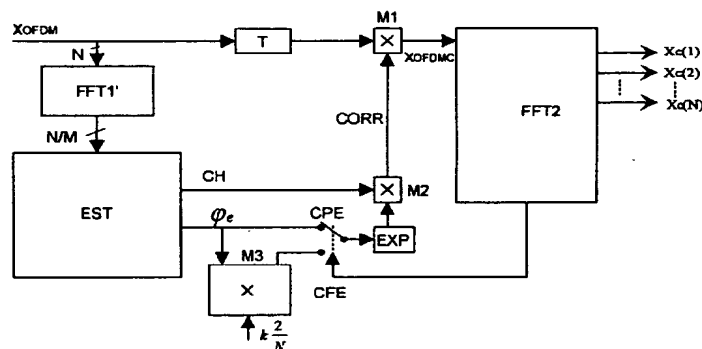 XOFDM
N
T
M1
×
XOFDMC
Xc(1)
Xc(2)
Xc(N)
FFT1'
N/M
FFT2
CORR
EST
CH
×
M2
φe
CPE
EXP
M3
×
CFE
k 2/N